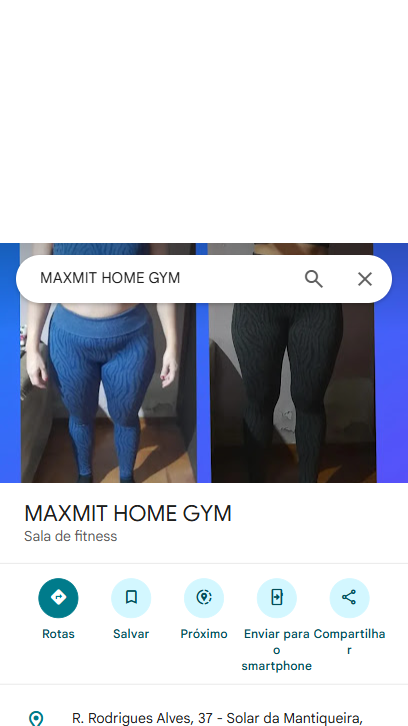 MAXMIT HOME GYM
MAXMIT HOME GYM
Sala de fitness
Rotas
Salvar
Próximo
Enviar para
o
smartphone
Compartilha
r
R. Rodrigues Alves, 37 - Solar da Mantiqueira,